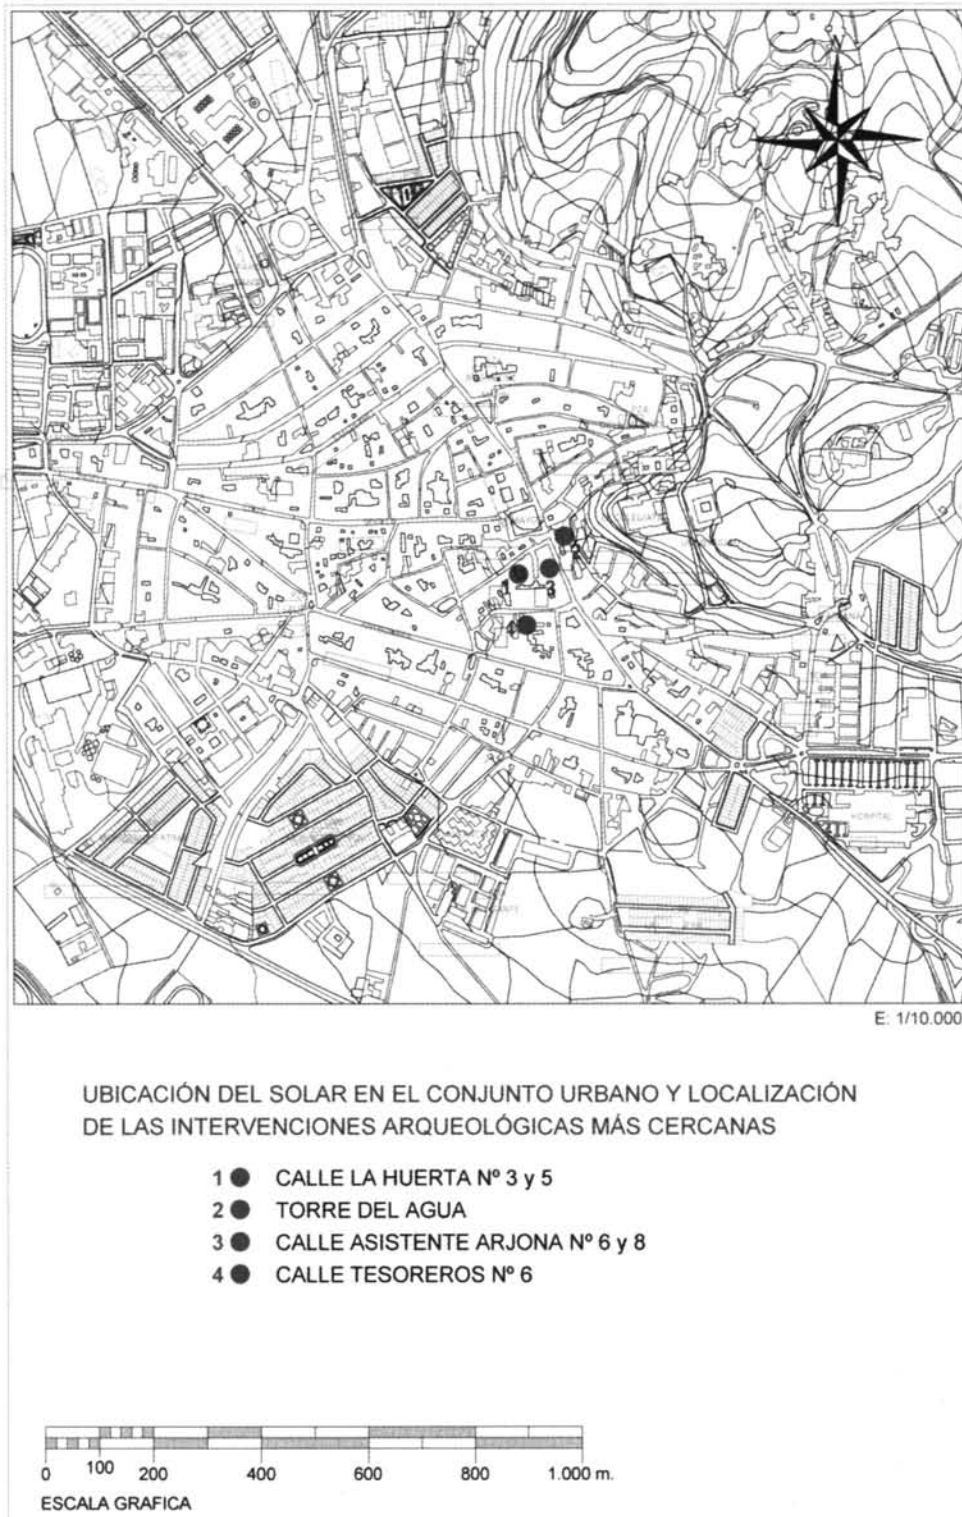 HOSPITAL
E: 1/10.000
UBICACIÓN DEL SOLAR EN EL CONJUNTO URBANO Y LOCALIZACIÓN
DE LAS INTERVENCIONES ARQUEOLÓGICAS MÁS CERCANAS
1 ● CALLE LA HUERTA Nº 3 y 5
2 ● TORRE DEL AGUA
3 ● CALLE ASISTENTE ARJONA Nº 6 y 8
4 ● CALLE TESOREROS Nº 6
0 100 200 400 600 800 1.000 m.
ESCALA GRAFICA